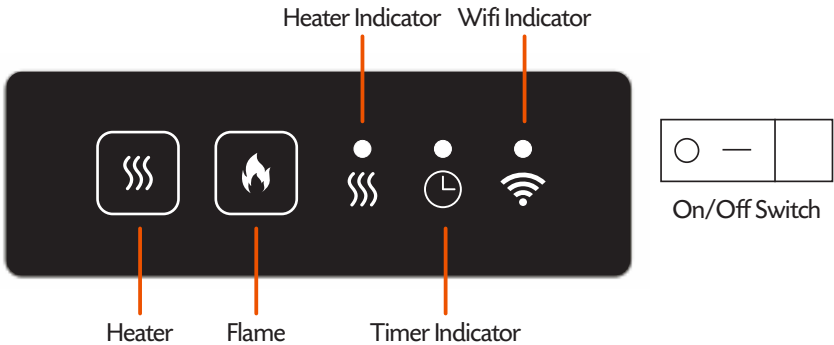 Heater Indicator Wifi Indicator
On/Off Switch
Heater Flame Timer Indicator